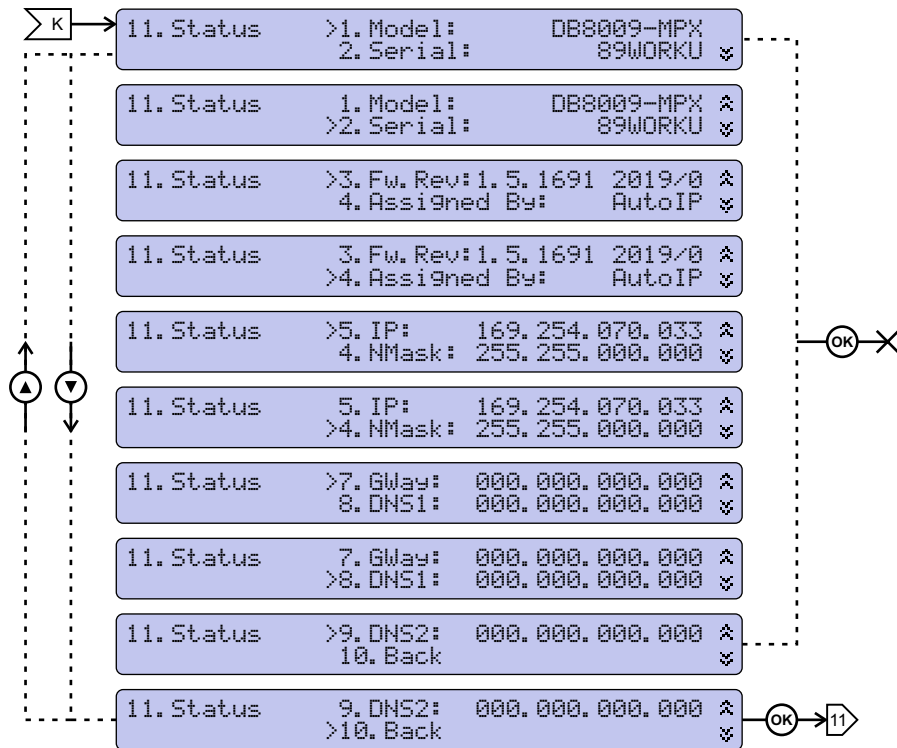 K
11.Status >1.Model: DB8009-MPX
2.Serial: 89WORKU
11.Status 1.Model: DB8009-MPX
>2.Serial: 89WORKU
11.Status >3.Fw.Rev:1.5.1691 2019/0
4.Assigned By: AutoIP
11.Status 3.Fw.Rev:1.5.1691 2019/0
>4.Assigned By: AutoIP
11.Status >5.IP: 169.254.070.033
4.NMask: 255.255.000.000
OK
11.Status 5.IP: 169.254.070.033
>4.NMask: 255.255.000.000
11.Status >7.GWay: 000.000.000.000
8.DNS1: 000.000.000.000
11.Status 7.GWay: 000.000.000.000
>8.DNS1: 000.000.000.000
11.Status >9.DNS2: 000.000.000.000
10.Back
11.Status 9.DNS2: 000.000.000.000
>10.Back
OK
11